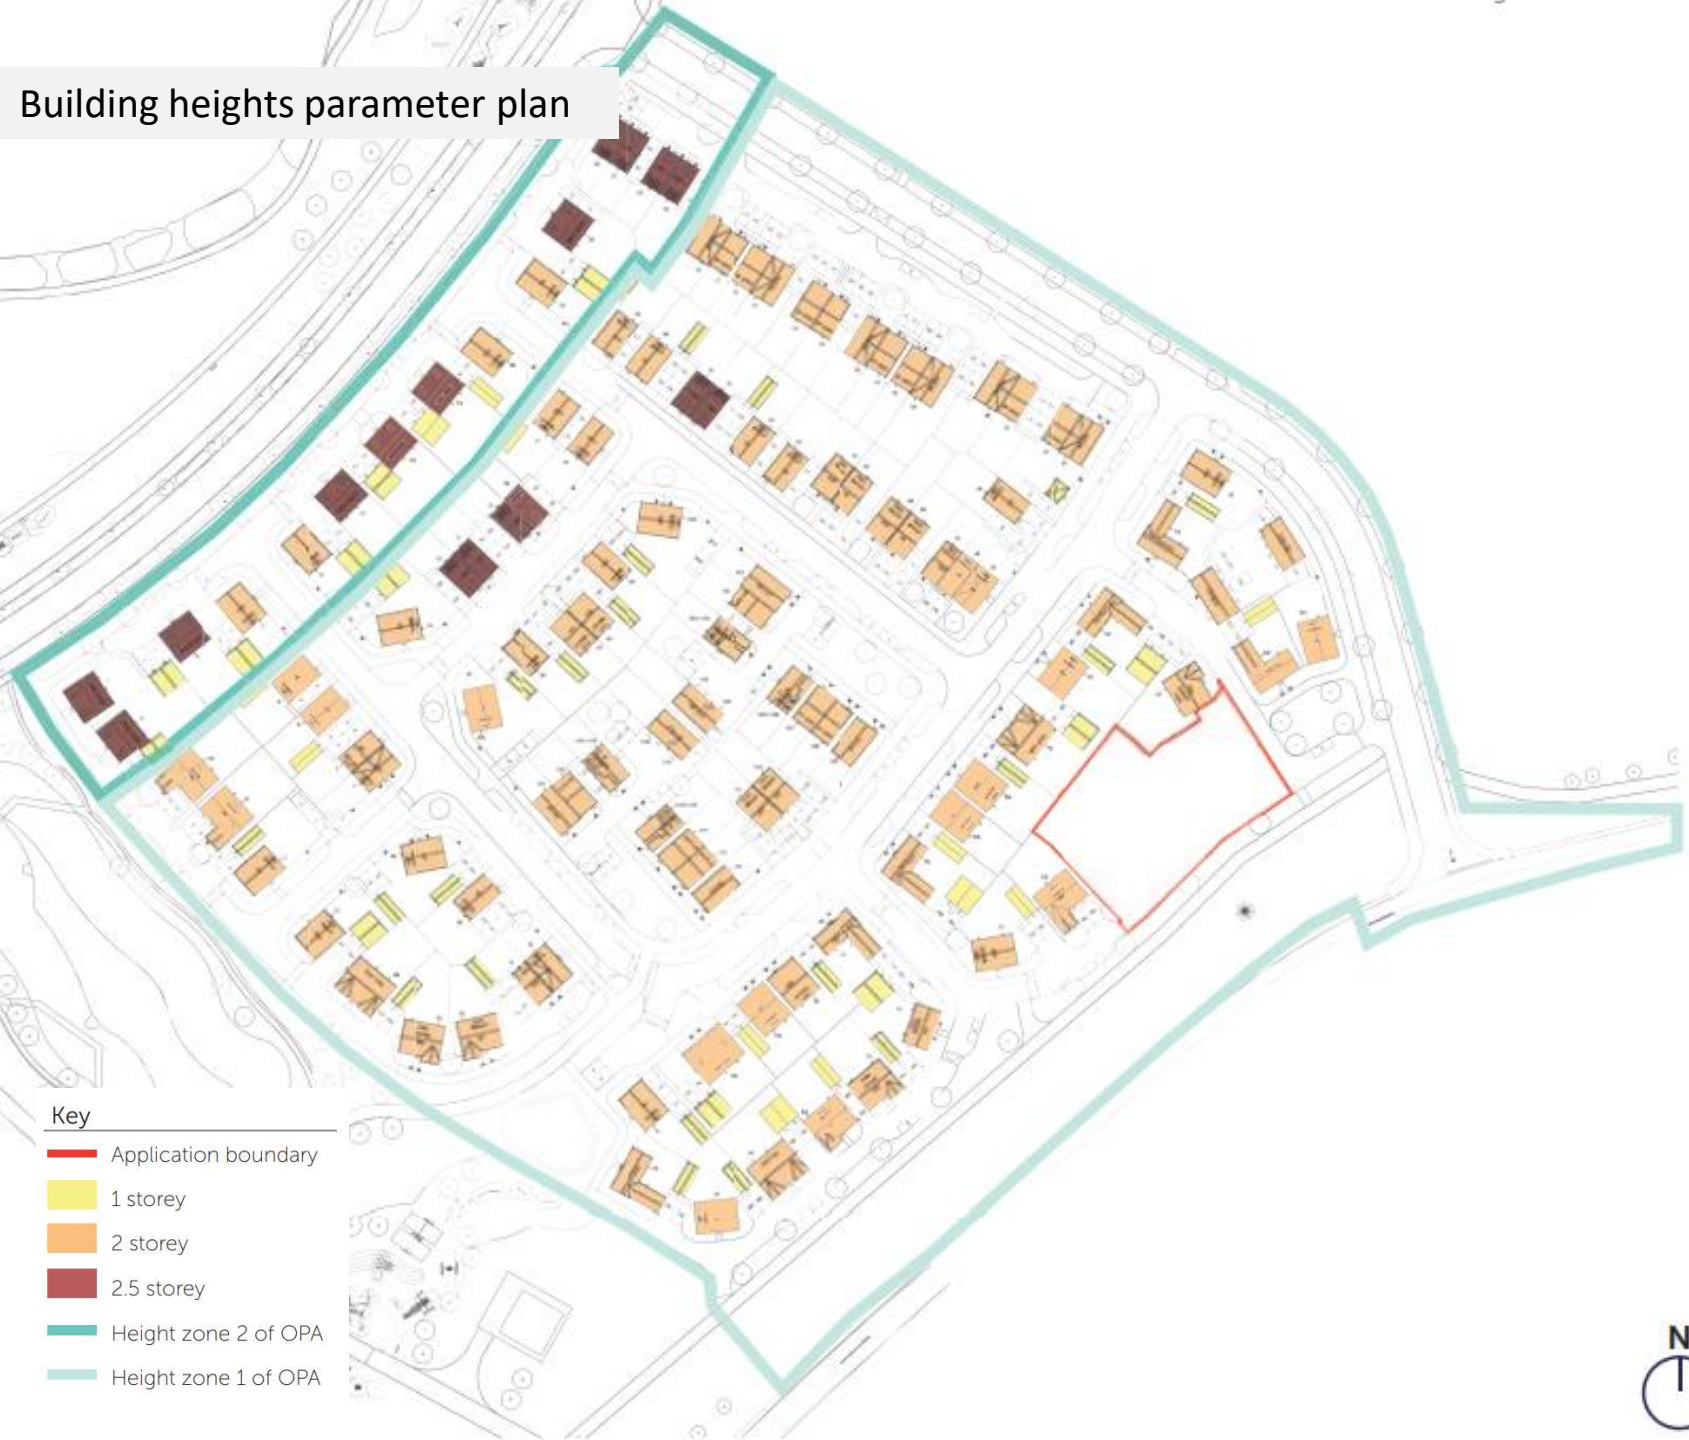 Building heights parameter plan
Key
Application boundary
1 storey
2 storey
2.5 storey
Height zone 2 of OPA
Height zone 1 of OPA
N